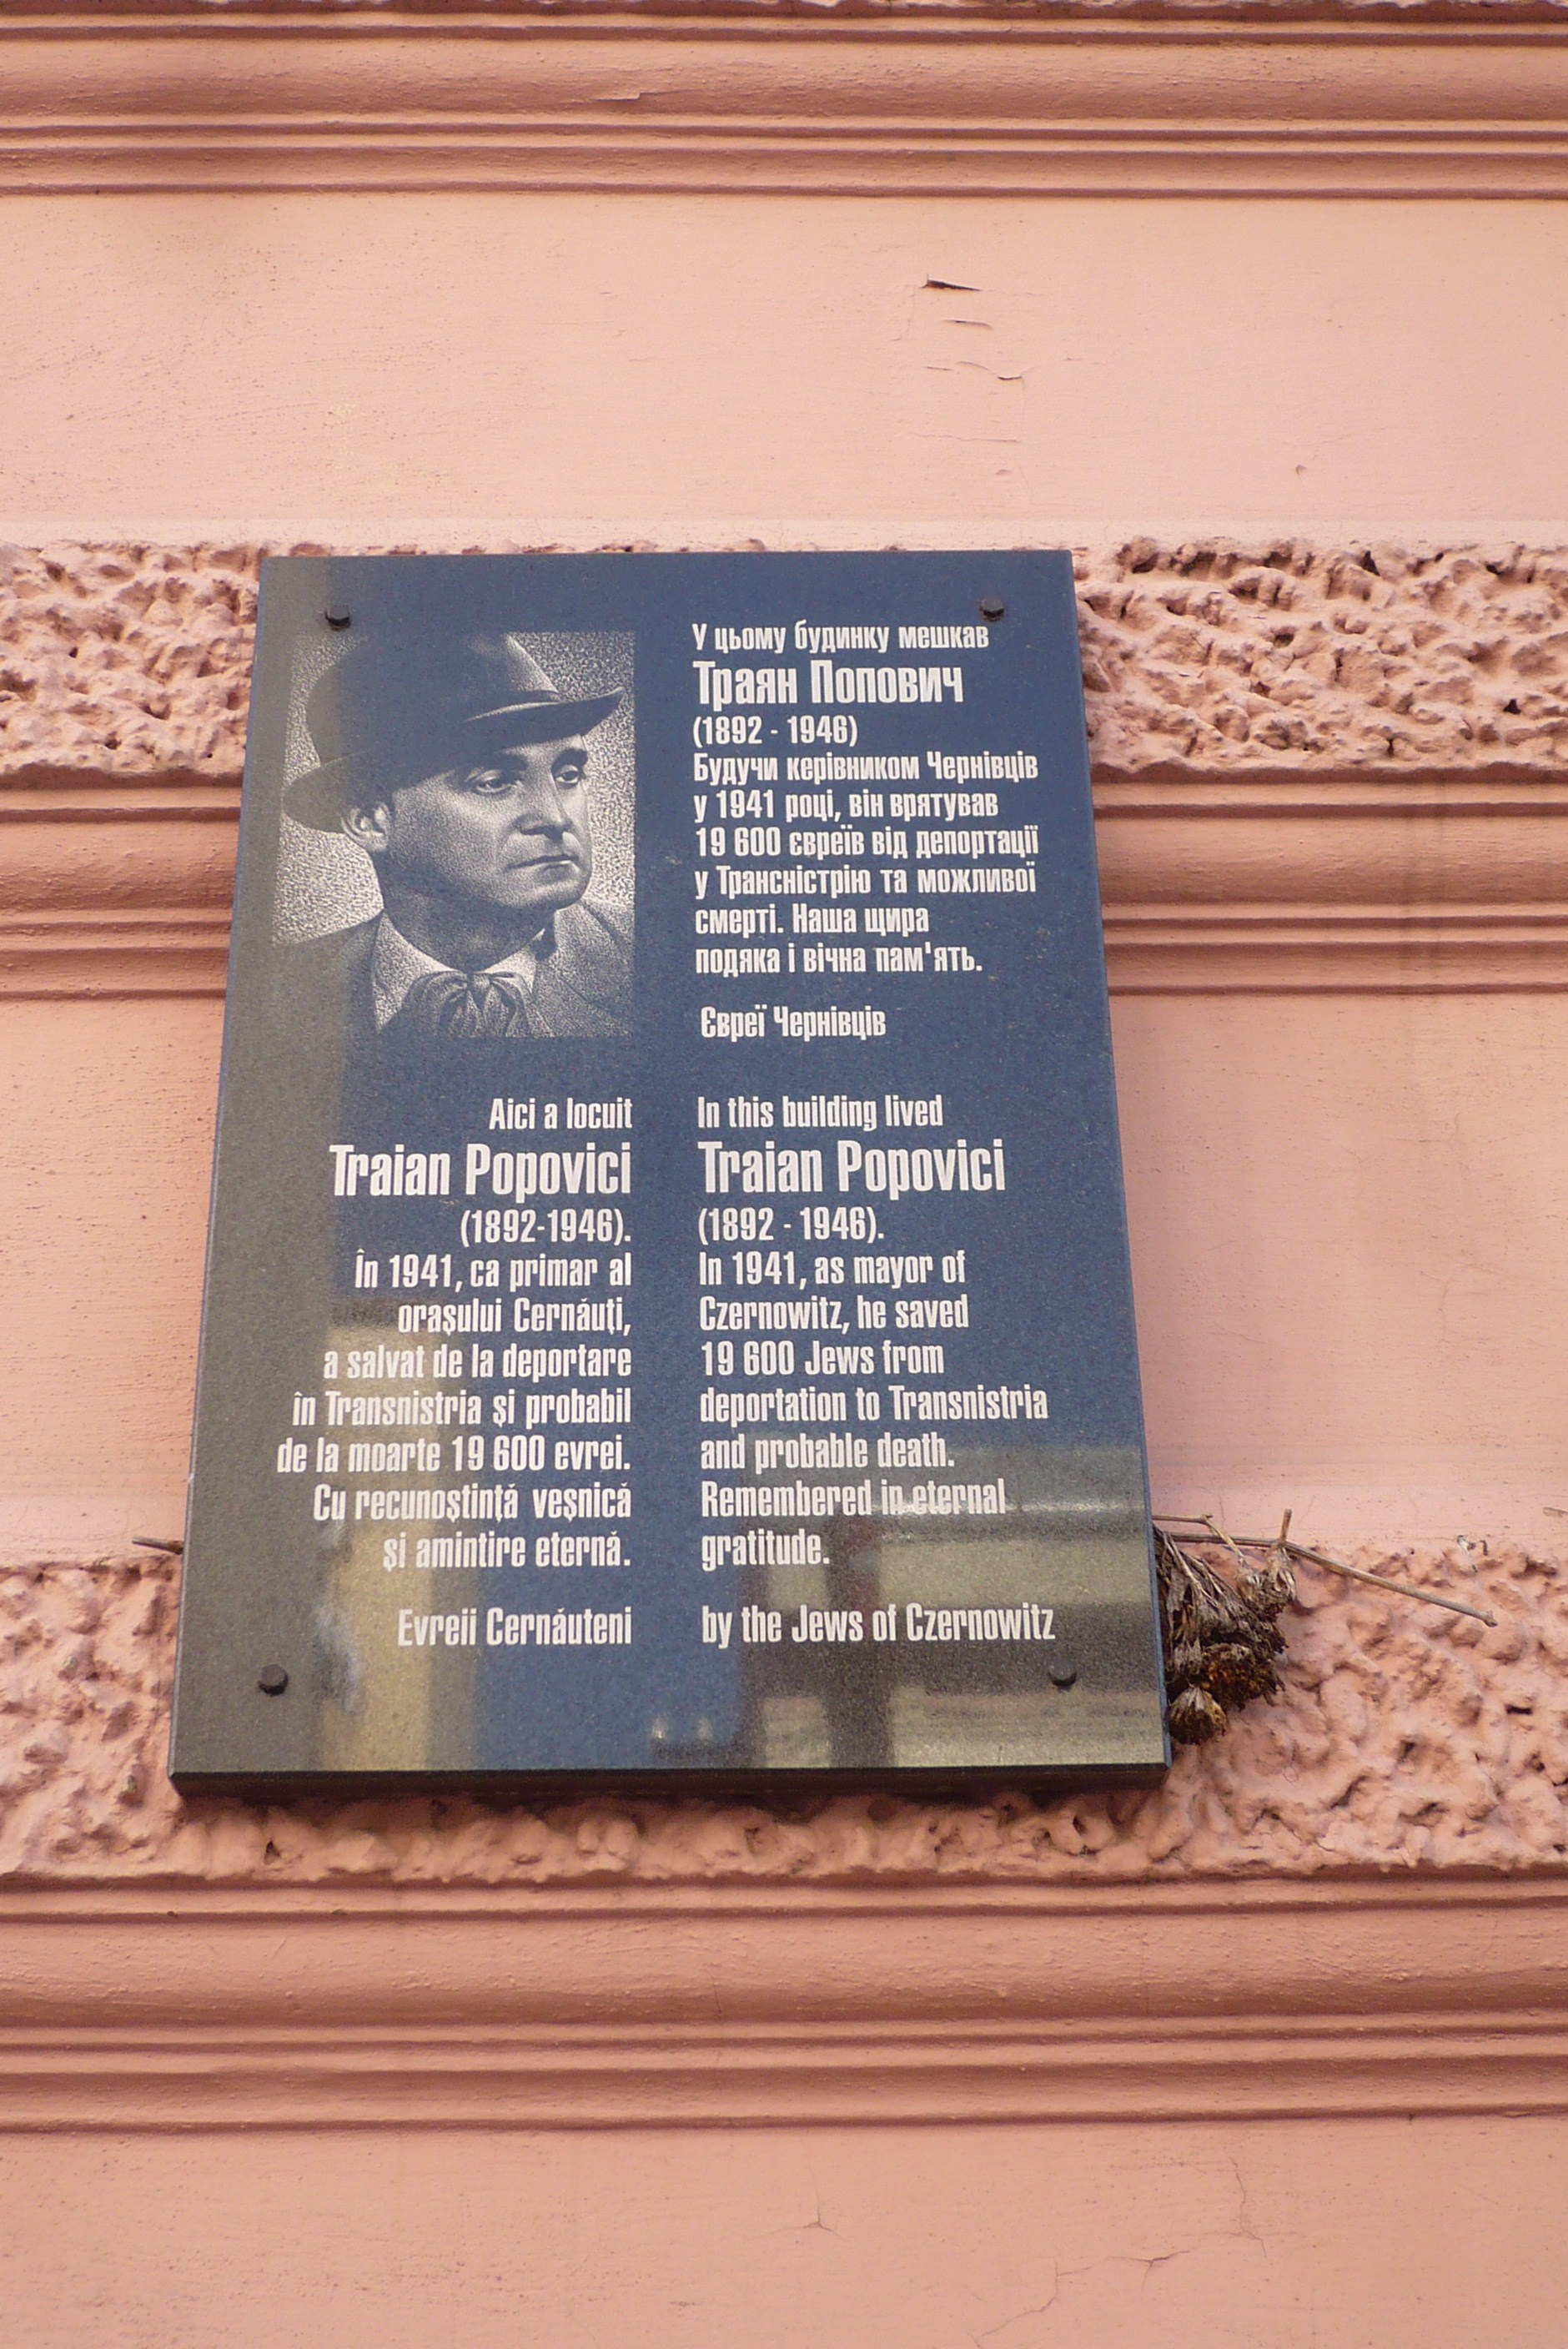 У цьому будинку мешкав
Траян Попович
(1892 - 1946)
Будучи керівником Чернівців
у 1941 році, він врятував
19 600 євреїв від депортації
у Трансністрію та можливої
смерті. Наша щира
подяка і вічна пам'ять.
Євреї Чернівців
Aici a locuit
Traian Popovici
(1892-1946).
În 1941, ca primar al
orașului Cernăuți,
a salvat de la deportare
în Transnistria și probabil
de la moarte 19 600 evrei.
Cu recunoștință veșnică
și amintire eternă.
Evreii Cernăuteni
In this building lived
Traian Popovici
(1892 - 1946).
In 1941, as mayor of
Czernowitz, he saved
19 600 Jews from
deportation to Transnistria
and probable death.
Remembered in eternal
gratitude.
by the Jews of Czernowitz